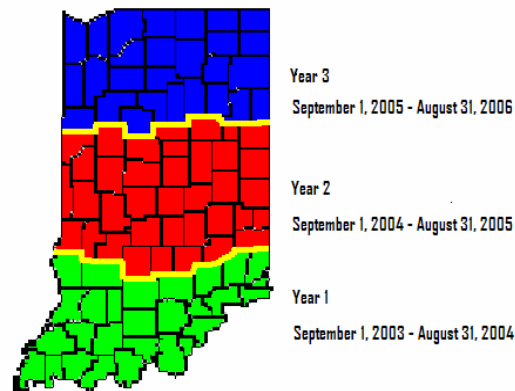 Year 3
September 1, 2005 - August 31, 2006
Year 2
September 1, 2004 - August 31, 2005
Year 1
September 1, 2003 - August 31, 2004